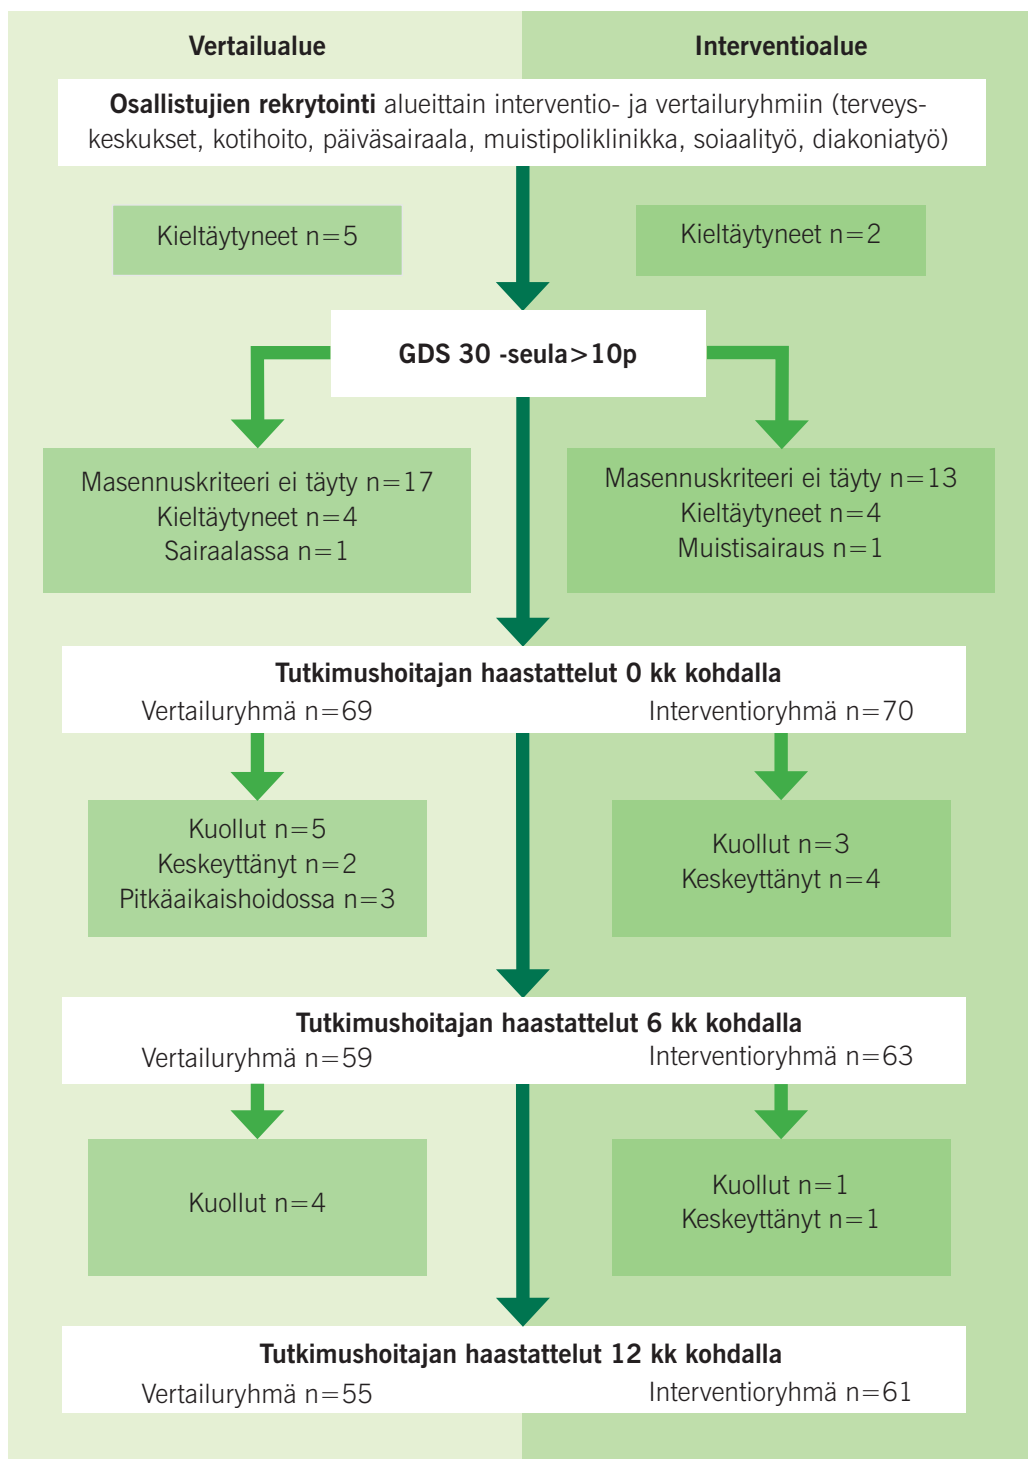 Vertailualue
Interventioalue
Osallistujien rekrytointi alueittain interventio- ja vertailuryhmiin (terveys-
keskukset, kotihoito, päiväsairaala, muistipoliklinikka, soiaalityö, diakoniatyö)
Kieltäytyneet n=5
Kieltäytyneet n=2
GDS 30 -seula>10p
Masennuskriteeri ei täyty n=17
Kieltäytyneet n=4
Sairaalassa n=1
Masennuskriteeri ei täyty n=13
Kieltäytyneet n=4
Muistisairaus n=1
Tutkimushoitajan haastattelut 0 kk kohdalla
Vertailuryhmä n=69
Interventioryhmä n=70
Kuollut n=5
Keskeyttänyt n=2
Pitkäaikaishoidossa n=3
Kuollut n=3
Keskeyttänyt n=4
Tutkimushoitajan haastattelut 6 kk kohdalla
Vertailuryhmä n=59
Interventioryhmä n=63
Kuollut n=4
Kuollut n=1
Keskeyttänyt n=1
Tutkimushoitajan haastattelut 12 kk kohdalla
Vertailuryhmä n=55
Interventioryhmä n=61